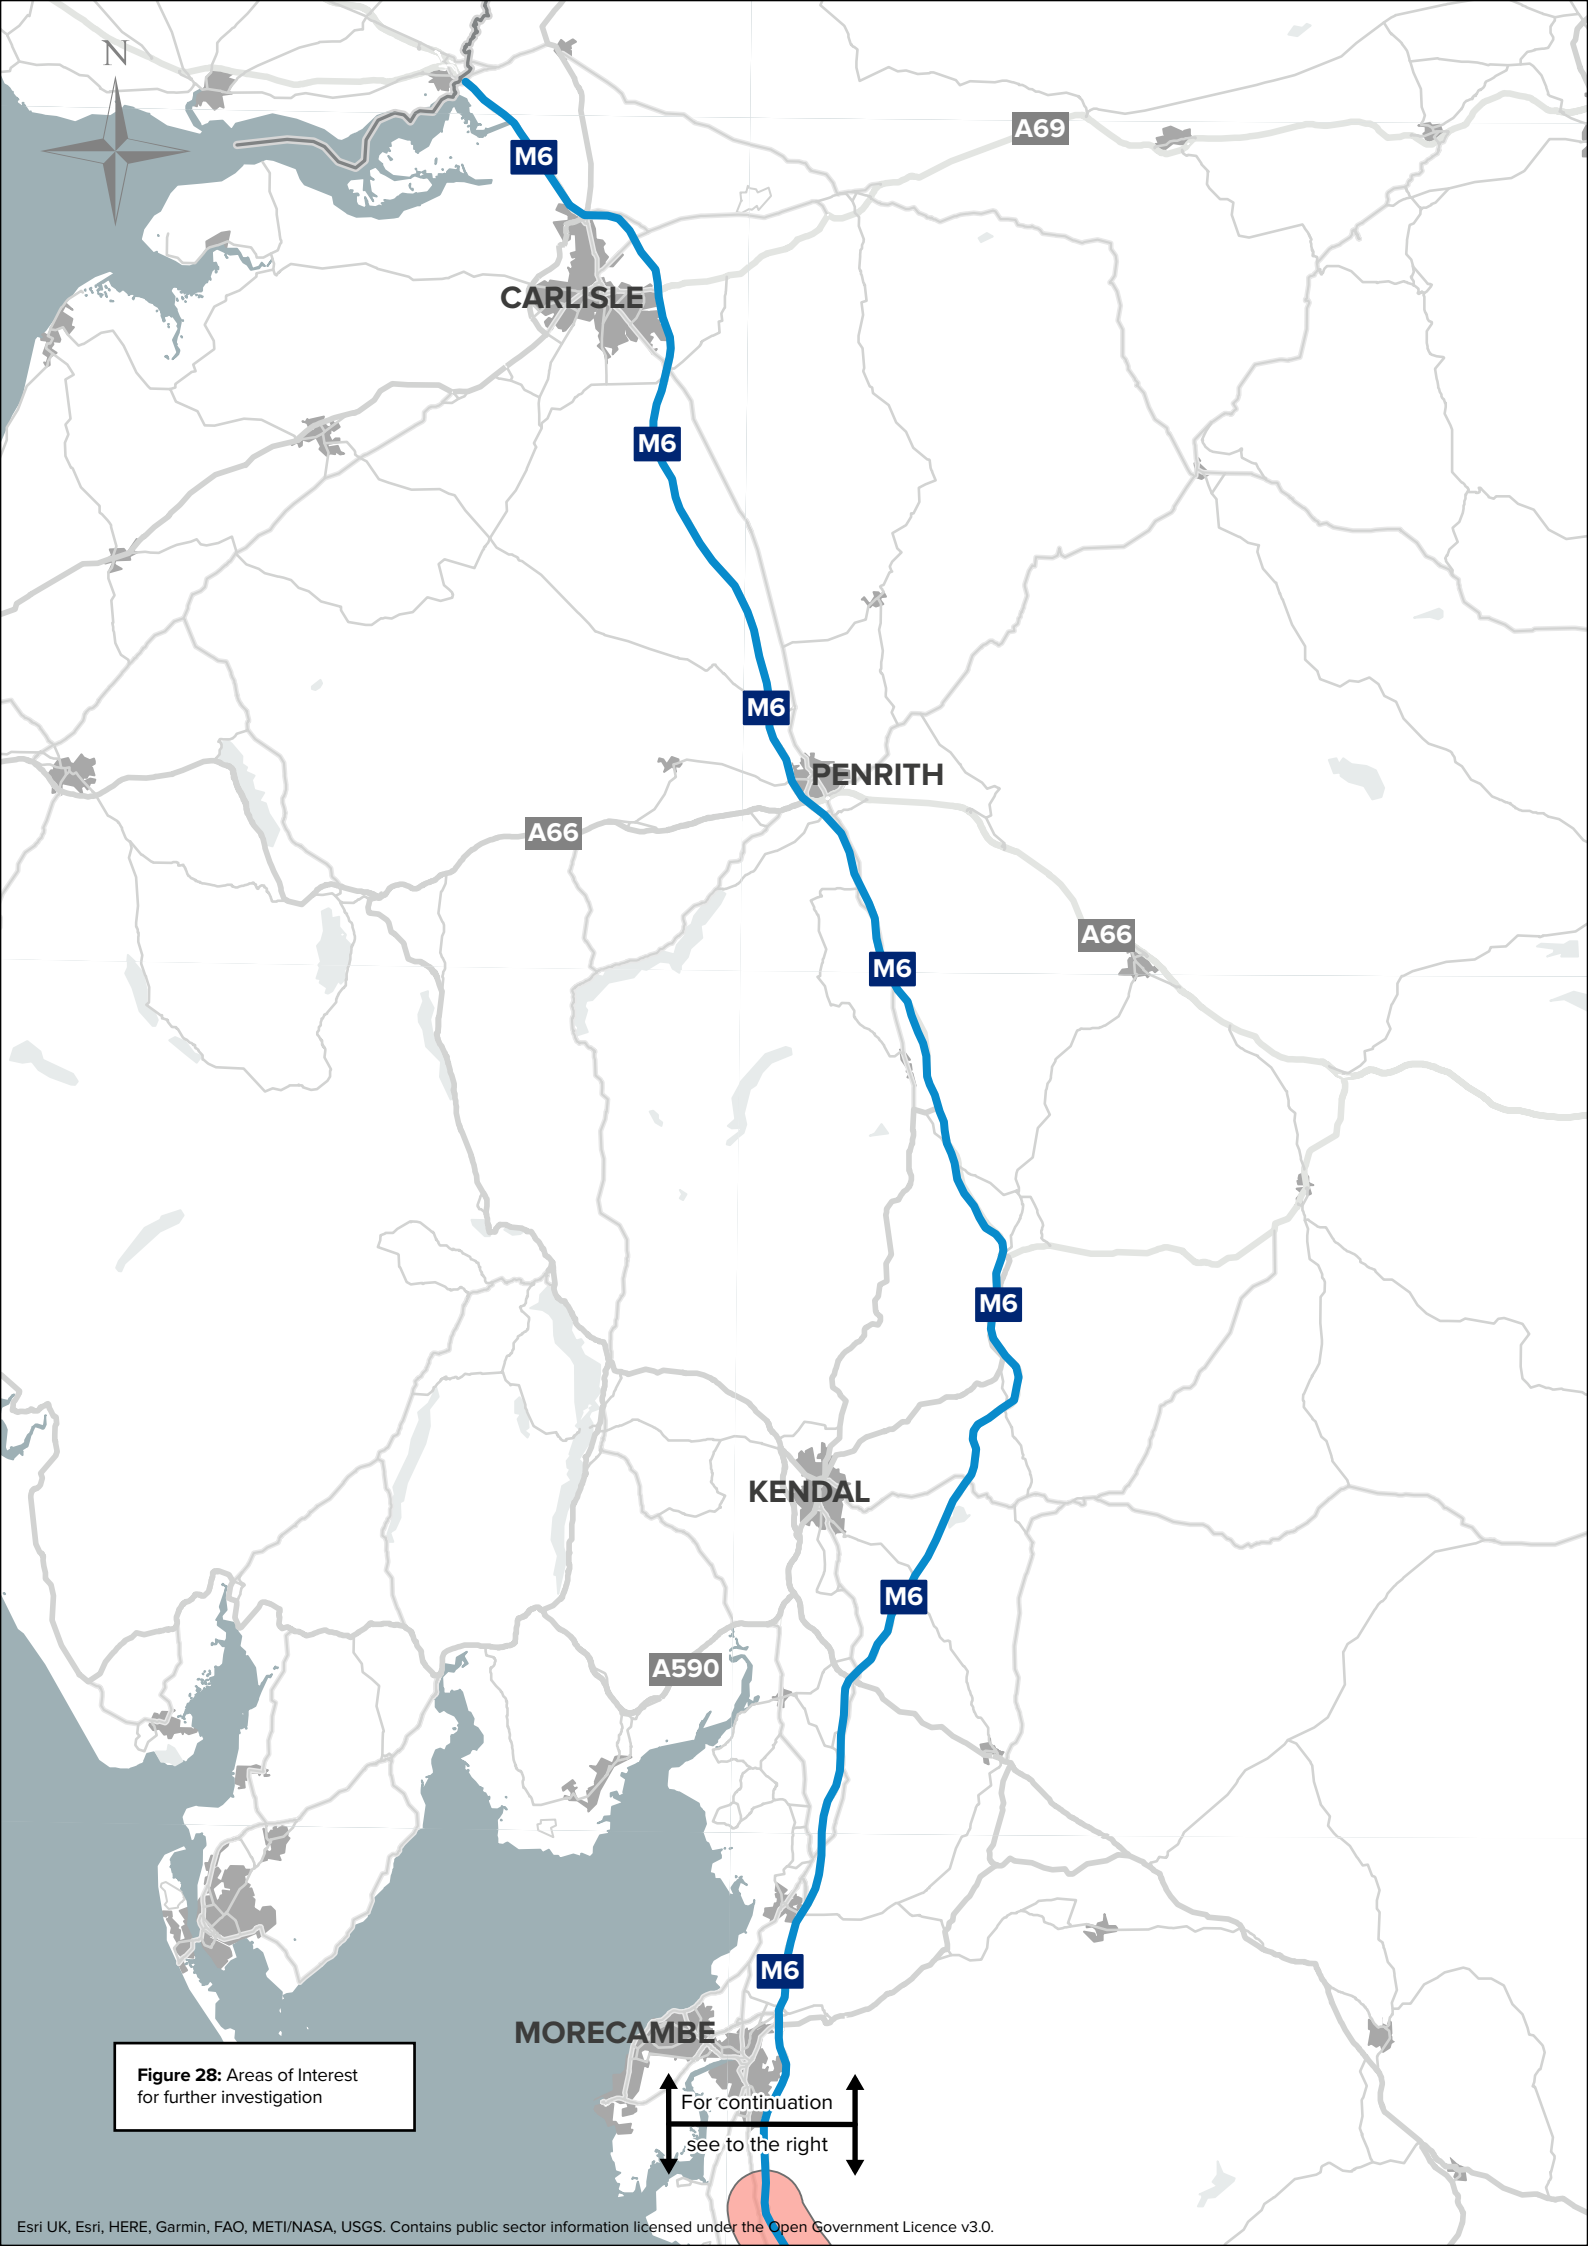 N
A69
M6
CARLISLE
M6
M6
PENRITH
A66
A66
M6
M6
KENDAL
M6
A590
M6
MORECAMBE
Figure 28: Areas of Interest
for further investigation
For continuation
see to the right
Esri UK, Esri, HERE, Garmin, FAO, METI/NASA, USGS. Contains public sector information licensed under the Open Government Licence v3.0.